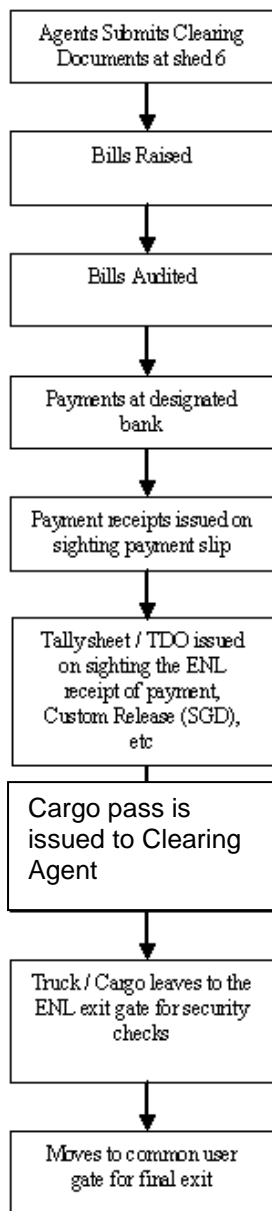 Agents Submits Clearing
Documents at shed 6
Bills Raised
Bills Audited
Payments at designated
bank
Payment receipts issued on
sighting payment slip
Tallysheet / TDO issued
on sighting the ENL
receipt of payment,
Custom Release (SGD),
etc
Cargo pass is
issued to Clearing
Agent
Truck / Cargo leaves to the
ENL exit gate for security
checks
Moves to common user
gate for final exit